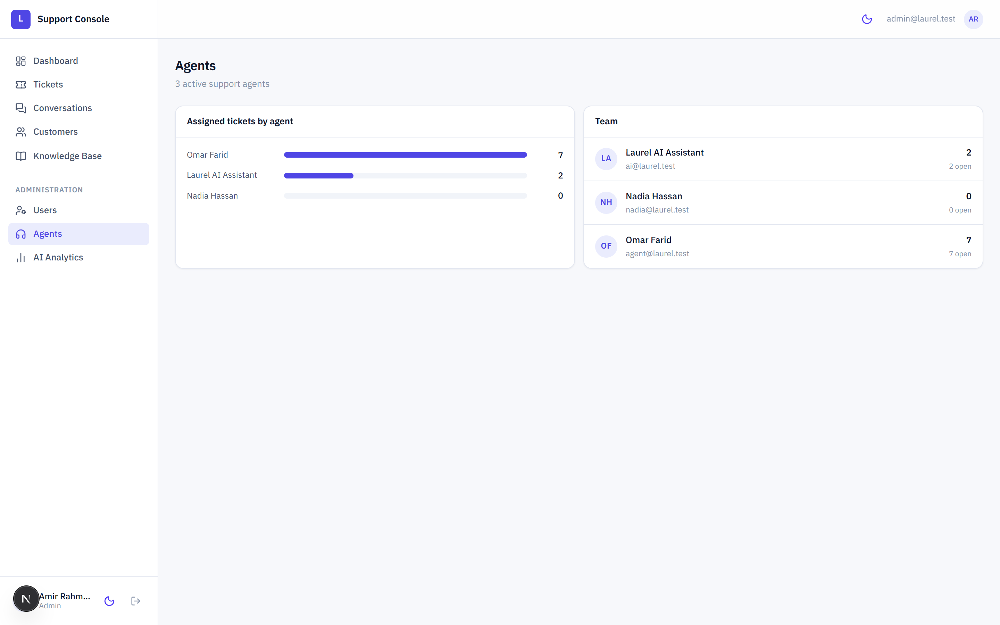 L
Support Console
admin@laurel.test
AR
Dashboard
Tickets
Conversations
Customers
Knowledge Base
ADMINISTRATION
Users
Agents
AI Analytics
Agents
3 active support agents
Assigned tickets by agent
Omar Farid 7
Laurel AI Assistant 2
Nadia Hassan 0
Team
LA
Laurel AI Assistant 2
ai@laurel.test 2 open
NH
Nadia Hassan 0
nadia@laurel.test 0 open
OF
Omar Farid 7
agent@laurel.test 7 open
N
Amir Rahm...
Admin